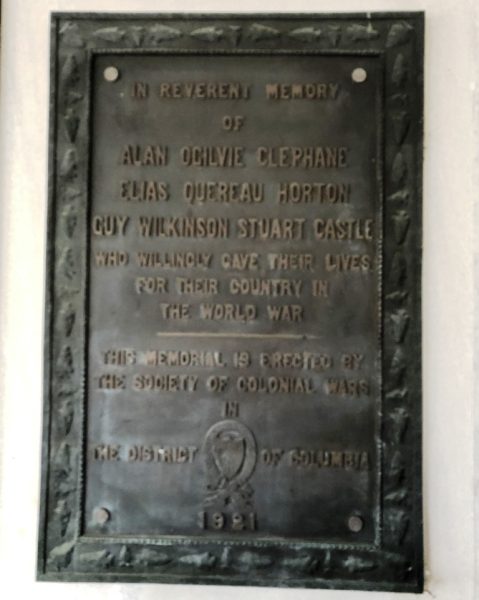 IN REVERENT MEMORY
OF
ALAN OGILVIE CLEPHANE
ELIAS QUEREAU HORTON
GUY WILKINSON STUART CASTLE
WHO WILLINGLY GAVE THEIR LIVES
FOR THEIR COUNTRY IN
THE WORLD WAR
THIS MEMORIAL IS ERECTED BY
THE SOCIETY OF COLONIAL WARS
IN
THE DISTRICT OF COLUMBIA
1921